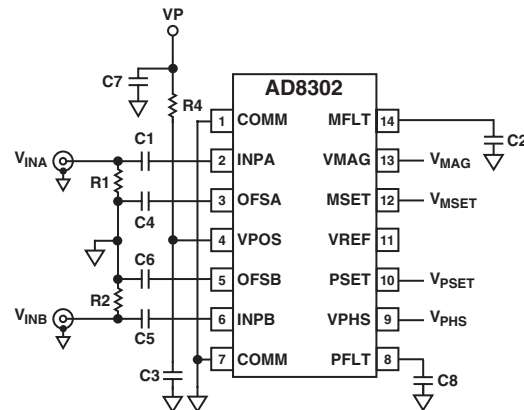 VP
C7
R4
AD8302
1 COMM MFLT 14
C2
VINA
C1
2 INPA VMAG 13 VMAG
R1
3 OFSA MSET 12 VMSET
C4
4 VPOS VREF 11
C6
5 OFSB PSET 10 VPSET
R2
VINB
6 INPB VPHS 9 VPHS
C5
C3
7 COMM PFLT 8
C8